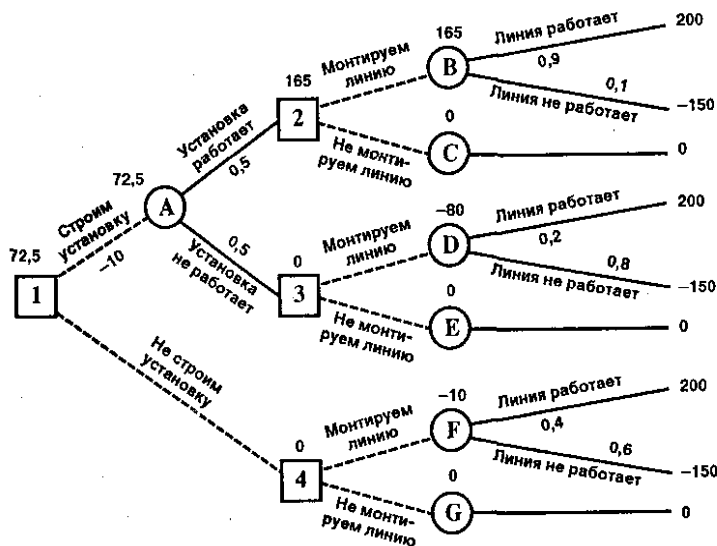 72,5
1
Строим
установку
–10
72,5
A
Установка
работает
0,5
0,5
Установка
не работает
Не строим
установку
165
2
Монтируем
линию
Не монти-
руем линию
165
B
Линия работает
0,9
200
0,1
Линия не работает
–150
0
C
0
0
3
Монтируем
линию
Не монти-
руем линию
–80
D
Линия работает
0,2
200
0,8
Линия не работает
–150
0
E
0
0
4
Монтируем
линию
Не монти-
руем линию
–10
F
Линия работает
0,4
200
0,6
Линия не работает
–150
0
G
0